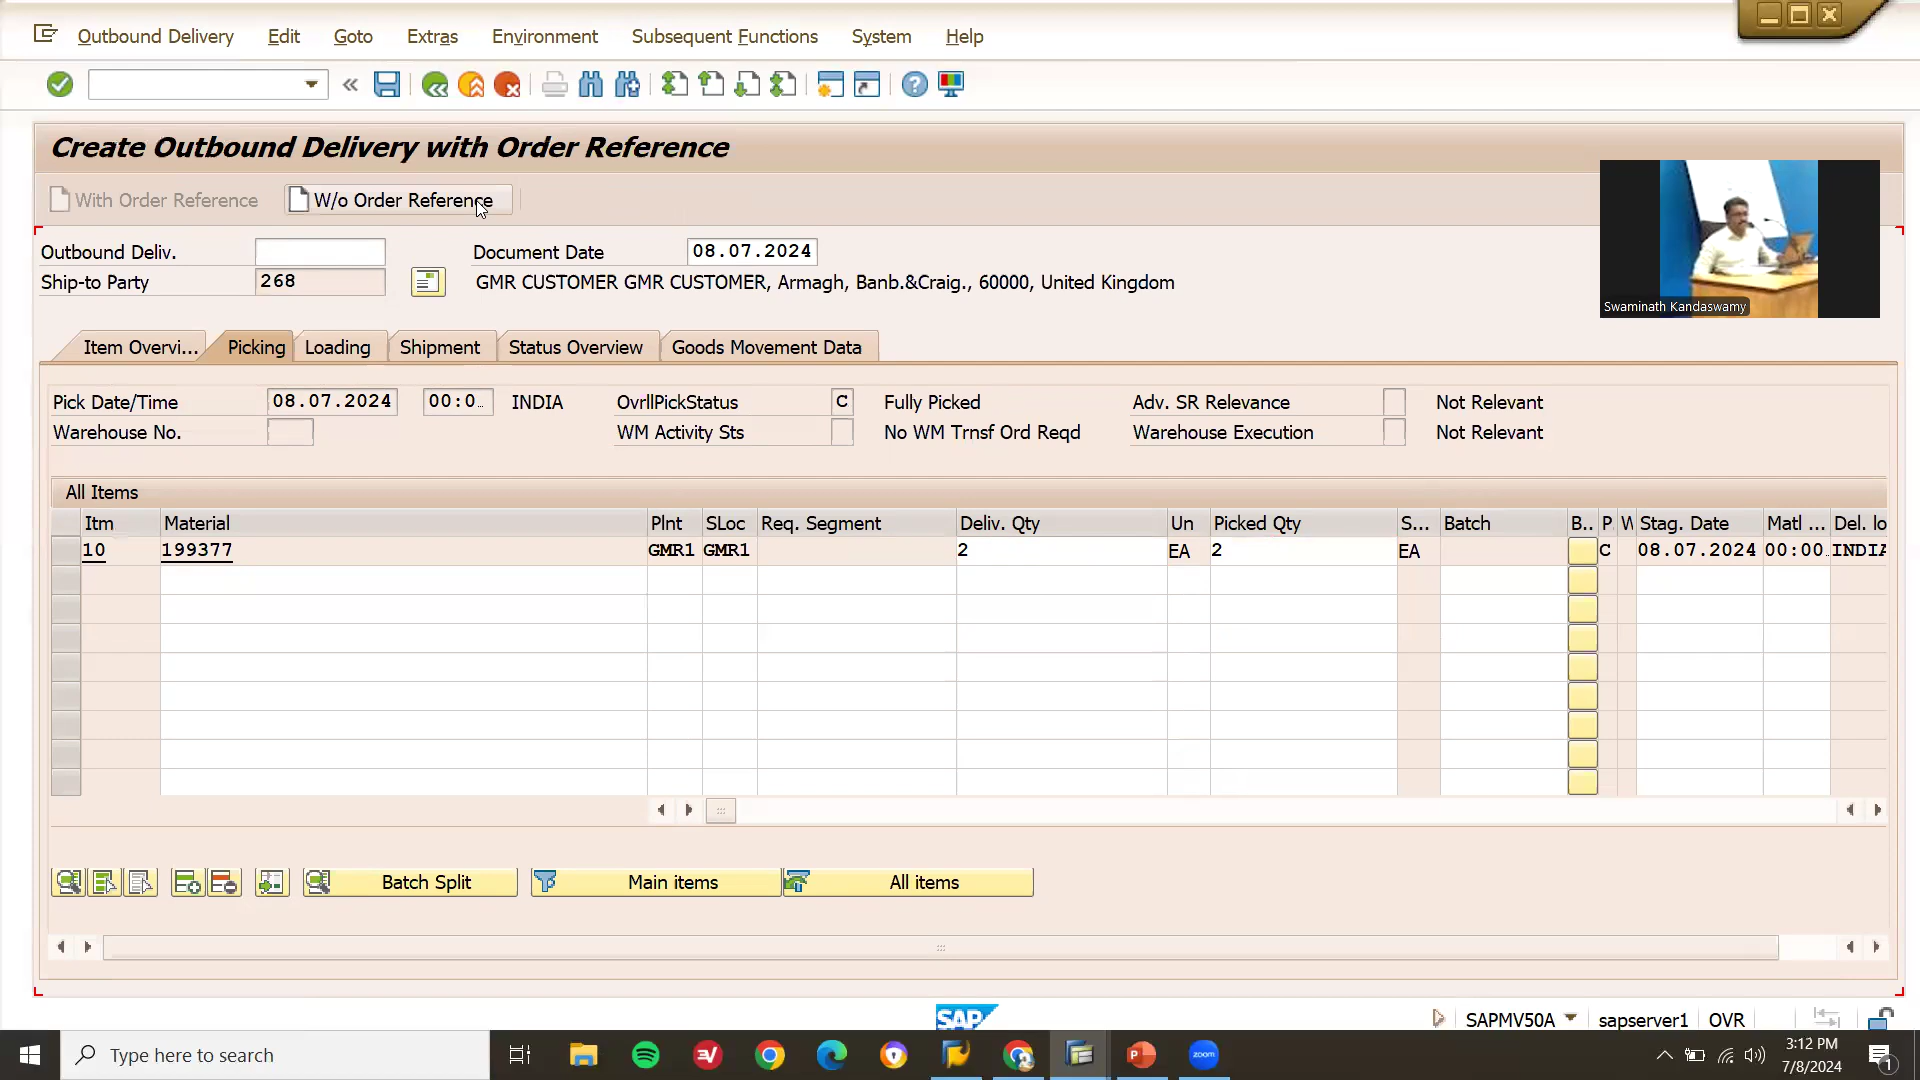 Outbound Delivery Edit Goto Extras Environment Subsequent Functions System Help
Create Outbound Delivery with Order Reference
With Order Reference W/o Order Reference
Outbound Deliv. Document Date 08.07.2024
Ship-to Party 268 GMR CUSTOMER GMR CUSTOMER, Armagh, Banb.&Craig., 60000, United Kingdom
Swaminath Kandaswamy
Item Overvi... Picking Loading Shipment Status Overview Goods Movement Data
Pick Date/Time 08.07.2024 00:0.. INDIA OvrllPickStatus C Fully Picked Adv. SR Relevance Not Relevant
Warehouse No. WM Activity Sts No WM Trnsf Ord Reqd Warehouse Execution Not Relevant
All Items
Itm Material Plnt SLoc Req. Segment Deliv. Qty Un Picked Qty S... Batch B.. P. W Stag. Date Matl ... Del. lo
10 199377 GMR1 GMR1 2 EA 2 EA C 08.07.2024 00:00.. INDIA
Batch Split Main items All items
SAP
SAPMV50A sapserver1 OVR
Type here to search
zoom
3:12 PM
7/8/2024
1